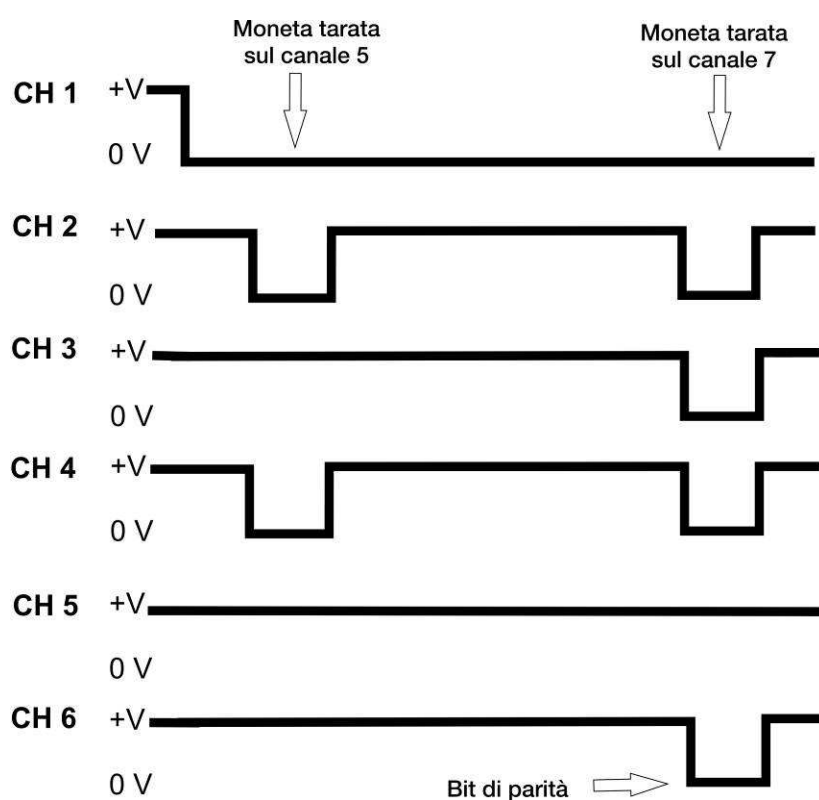 Moneta tarata
sul canale 5
Moneta tarata
sul canale 7
CH 1 +V
0 V
CH 2 +V
0 V
CH 3 +V
0 V
CH 4 +V
0 V
CH 5 +V
0 V
CH 6 +V
0 V
Bit di parità